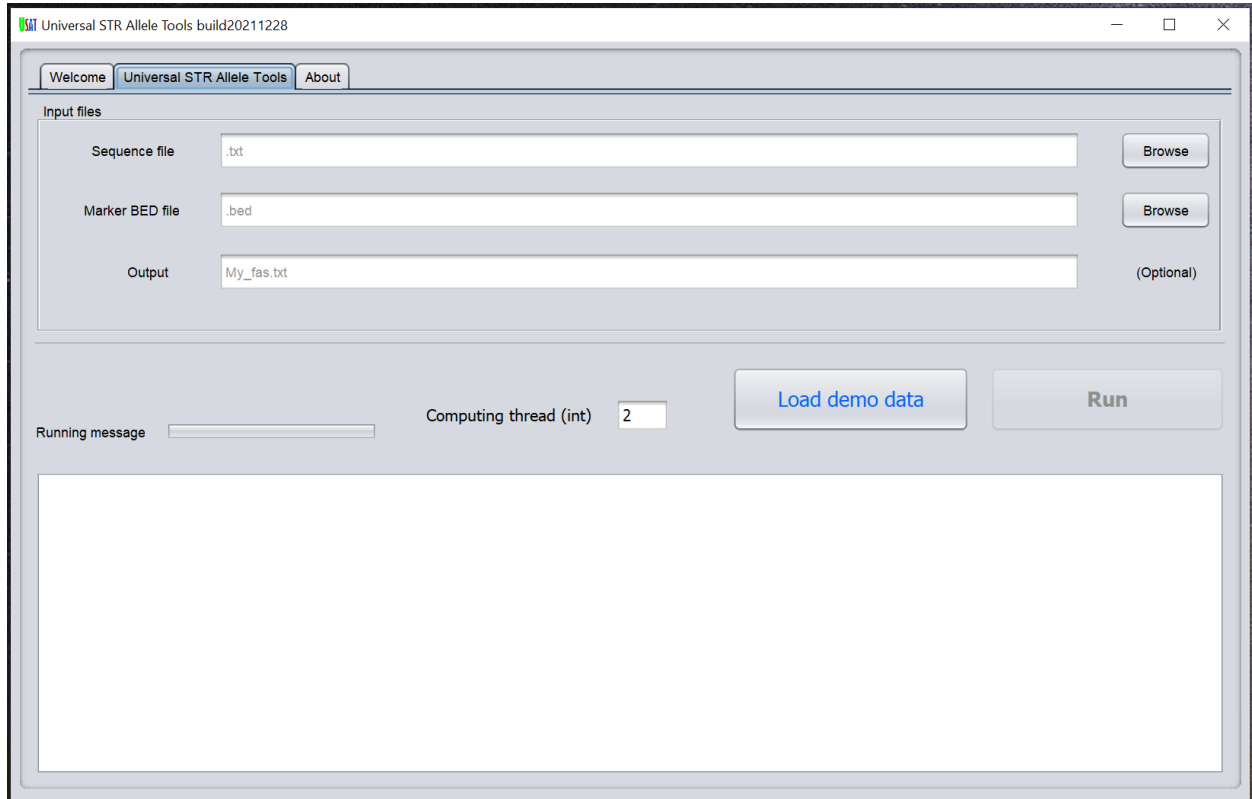 USAT Universal STR Allele Tools build20211228
Welcome Universal STR Allele Tools About
Input files
Sequence file .txt Browse
Marker BED file .bed Browse
Output My_fas.txt (Optional)
Load demo data Run
Computing thread (int) 2
Running message